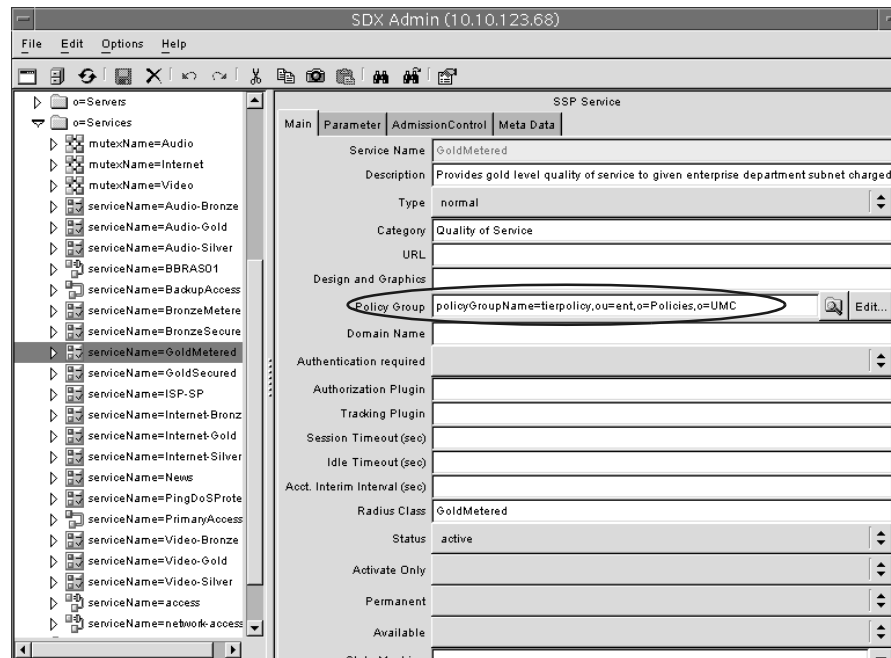 SDX Admin (10.10.123.68)
File Edit Options Help
o=Servers
o=Services
mutexName=Audio
mutexName=Internet
mutexName=Video
serviceName=Audio-Bronze
serviceName=Audio-Gold
serviceName=Audio-Silver
serviceName=BBRAS01
serviceName=BackupAccess
serviceName=BronzeMetere
serviceName=BronzeSecure
serviceName=GoldMetered
serviceName=GoldSecured
serviceName=ISP-SP
serviceName=Internet-Bronz
serviceName=Internet-Gold
serviceName=Internet-Silver
serviceName=News
serviceName=PingDoSProte
serviceName=PrimaryAccess
serviceName=Video-Bronze
serviceName=Video-Gold
serviceName=Video-Silver
serviceName=access
serviceName=network-access
SSP Service
Main Parameter AdmissionControl Meta Data
Service Name GoldMetered
Description Provides gold level quality of service to given enterprise department subnet charged
Type normal
Category Quality of Service
URL
Design and Graphics
Policy Group policyGroupName=tierpolicy,ou=ent,o=Policies,o=UMC Edit...
Domain Name
Authentication required
Authorization Plugin
Tracking Plugin
Session Timeout (sec)
Idle Timeout (sec)
Acct. Interim Interval (sec)
Radius Class GoldMetered
Status active
Activate Only
Permanent
Available